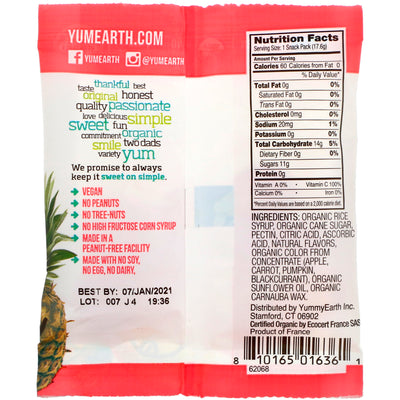 YUMEARTH.COM
/YUMEARTH @YUMEARTH
thankful best
taste honest
original
quality passionate
love delicious simple
sweet fun
commitment organic
smile two dads
variety yum
We promise to always
keep it sweet on simple.
VEGAN
NO PEANUTS
NO TREE-NUTS
NO HIGH FRUCTOSE CORN SYRUP
MADE IN A
PEANUT-FREE FACILITY
MADE WITH NO SOY,
NO EGG, NO DAIRY,
BEST BY: 07/JAN/2021
LOT: 007 J 4 19:36
Nutrition Facts
Serving Size: 1 Snack Pack (17.6g)
Amount Per Serving
Calories 60 Calories from Fat 0
% Daily Value*
Total Fat 0g 0%
Saturated Fat 0g 0%
Trans Fat 0g 0%
Cholesterol 0mg 0%
Sodium 20mg 1%
Potassium 0g 0%
Total Carbohydrate 14g 5%
Dietary Fiber 0g 0%
Sugars 11g
Protein 0g
Vitamin A 0% • Vitamin C 100%
Calcium 0% • Iron 0%
*Percent Daily Values are based on a 2,000 calorie diet.
INGREDIENTS: ORGANIC RICE
SYRUP, ORGANIC CANE SUGAR,
PECTIN, CITRIC ACID, ASCORBIC
ACID, NATURAL FLAVORS,
ORGANIC COLOR FROM
CONCENTRATE (APPLE,
CARROT, PUMPKIN,
BLACKCURRANT), ORGANIC
SUNFLOWER OIL, ORGANIC
CARNAUBA WAX.
Distributed by YummyEarth Inc.
Stamford, CT 06902
Certified Organic by Ecocert France SAS
Product of France
8 10165 01636 1
62068